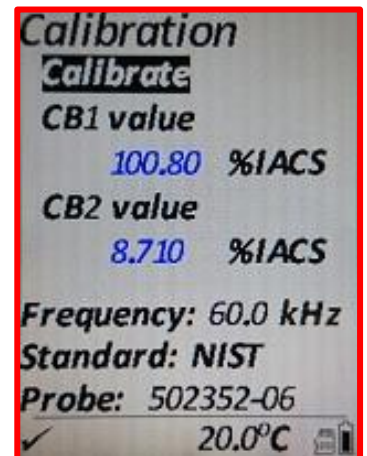 Calibration
Calibrate
CB1 value
100.80 %IACS
CB2 value
8.710 %IACS
Frequency: 60.0 kHz
Standard: NIST
Probe: 502352-06
✓ 20.0ºC